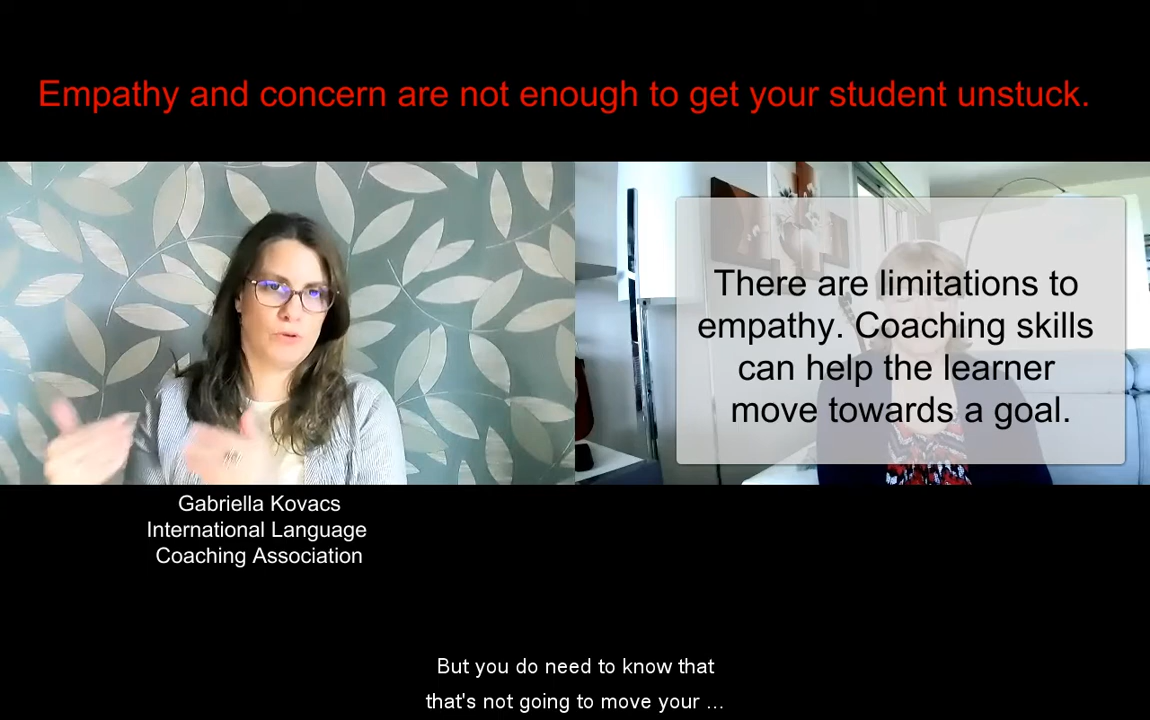 Empathy and concern are not enough to get your student unstuck.
There are limitations to
empathy. Coaching skills
can help the learner
move towards a goal.
Gabriella Kovacs
International Language
Coaching Association
But you do need to know that
that's not going to move your ...